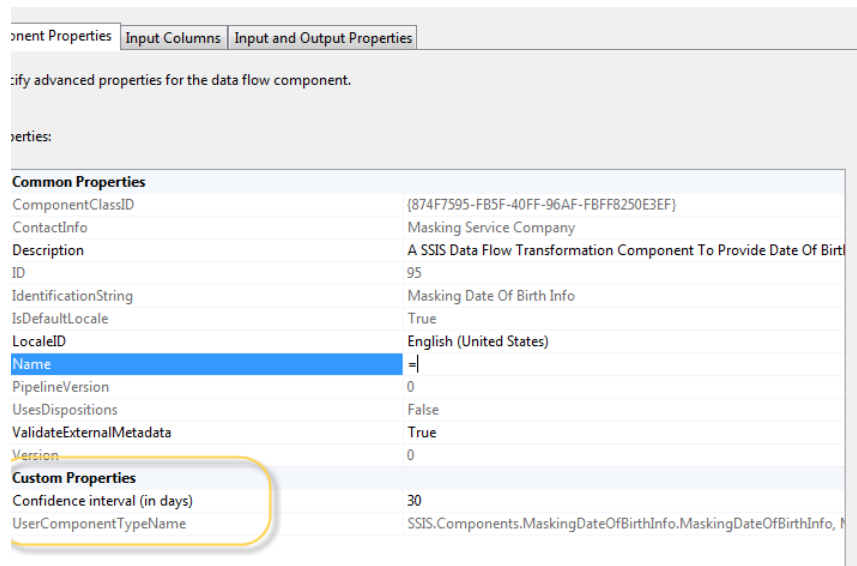 onent Properties Input Columns Input and Output Properties
cify advanced properties for the data flow component.
perties:
Common Properties
ComponentClassID {874F7595-FB5F-40FF-96AF-FBFF8250E3EF}
ContactInfo Masking Service Company
Description A SSIS Data Flow Transformation Component To Provide Date Of Birt
ID 95
IdentificationString Masking Date Of Birth Info
IsDefaultLocale True
LocaleID English (United States)
Name =
PipelineVersion 0
UsesDispositions False
ValidateExternalMetadata True
Version 0
Custom Properties
Confidence interval (in days) 30
UserComponentTypeName SSIS.Components.MaskingDateOfBirthInfo.MaskingDateOfBirthInfo,